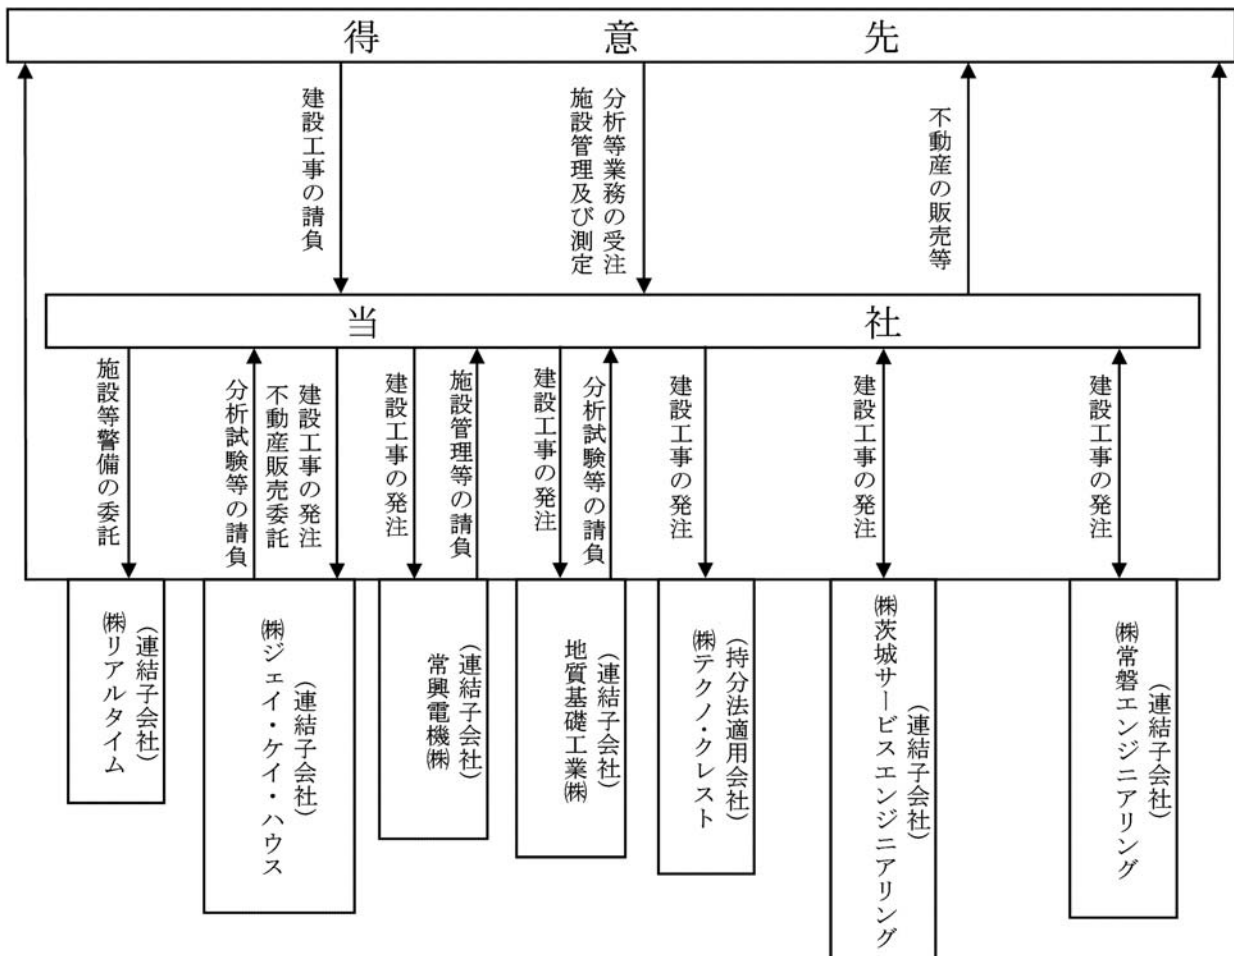 得意先
建設工事の請負
分析等業務の受注
施設管理及び測定
不動産の販売等
当社
施設等警備の委託
分析試験等の請負
建設工事の発注
不動産販売委託
建設工事の発注
施設管理等の請負
建設工事の発注
分析試験等の請負
建設工事の発注
建設工事の発注
建設工事の発注
(連結子会社)
㈱リアルタイム
(連結子会社)
㈱ジェイ・ケイ・ハウス
(連結子会社)
常興電機㈱
(連結子会社)
地質基礎工業㈱
(持分法適用会社)
㈱テクノ・クレスト
(連結子会社)
㈱茨城サービスエンジニアリング
(連結子会社)
㈱常磐エンジニアリング